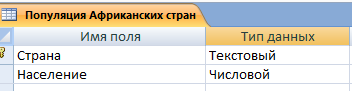 Популяция Африканских стран
Имя поля Тип данных
Страна Текстовый
Население Числовой